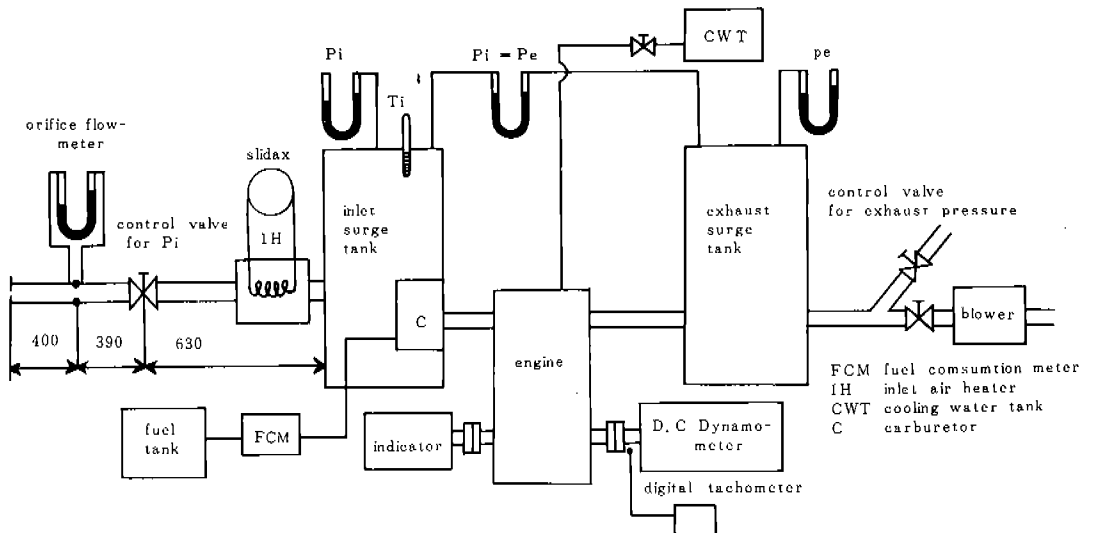 CWT
Pi
Pi - Pe
pe
Ti
orifice flow-
meter
slidax
control valve
for Pi
1H
inlet
surge
tank
exhaust
surge
tank
control valve
for exhaust pressure
C
400
390
630
engine
blower
FCM fuel comsumtion meter
1H inlet air heater
CWT cooling water tank
C carburetor
fuel
tank
FCM
indicator
D.C Dynamo-
meter
digital tachometer